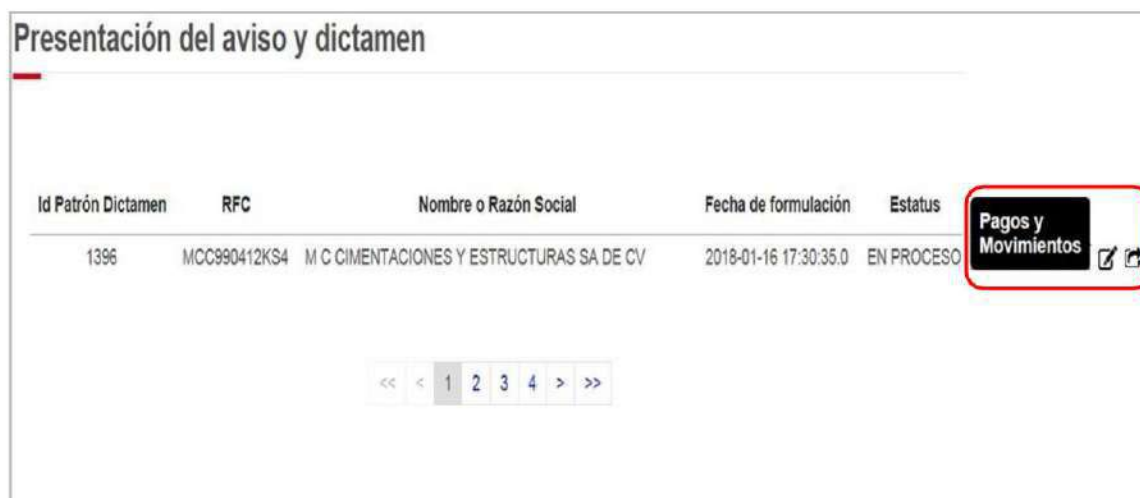 Presentación del aviso y dictamen
Id Patrón Dictamen RFC Nombre o Razón Social Fecha de formulación Estatus
Pagos y
Movimientos
1396 MCC990412KS4 M C CIMENTACIONES Y ESTRUCTURAS SA DE CV 2018-01-16 17:30:35.0 EN PROCESO
<< < 1 2 3 4 > >>